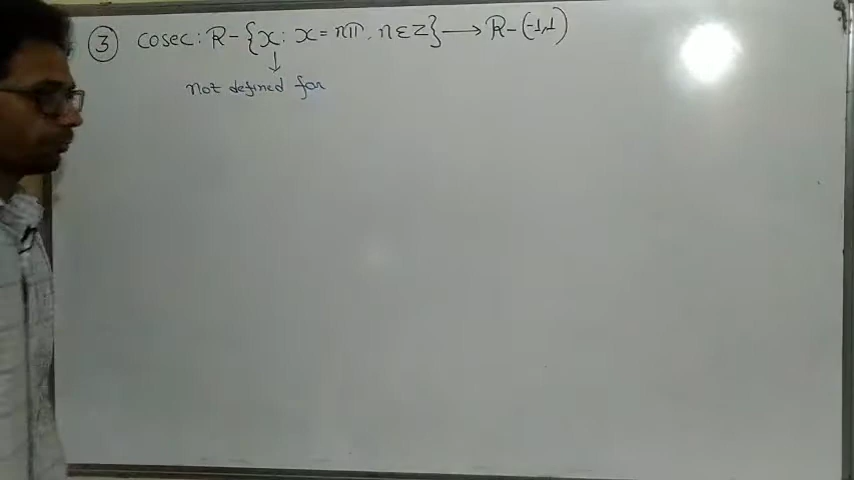 ③ cosec: R - {x: x = nπ, n ∈ Z} → R - (-1,1)
↓
not defined for